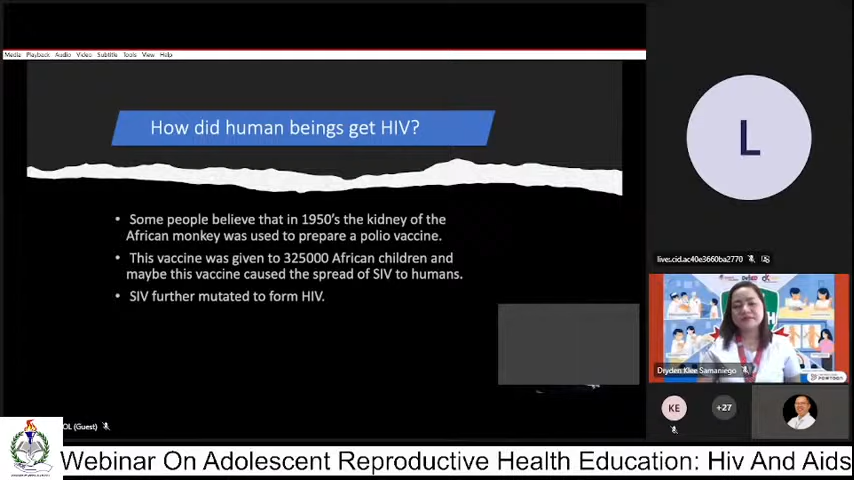 Media Playback Audio Video Subtitle Tools View Help
How did human beings get HIV?
• Some people believe that in 1950's the kidney of the
African monkey was used to prepare a polio vaccine.
• This vaccine was given to 325000 African children and
maybe this vaccine caused the spread of SIV to humans.
• SIV further mutated to form HIV.
L
live:cid.ac40e3660ba2770
Dryden Klee Samaniego
POWTOON
KE
+27
OL (Guest)
Webinar On Adolescent Reproductive Health Education: Hiv And Aids